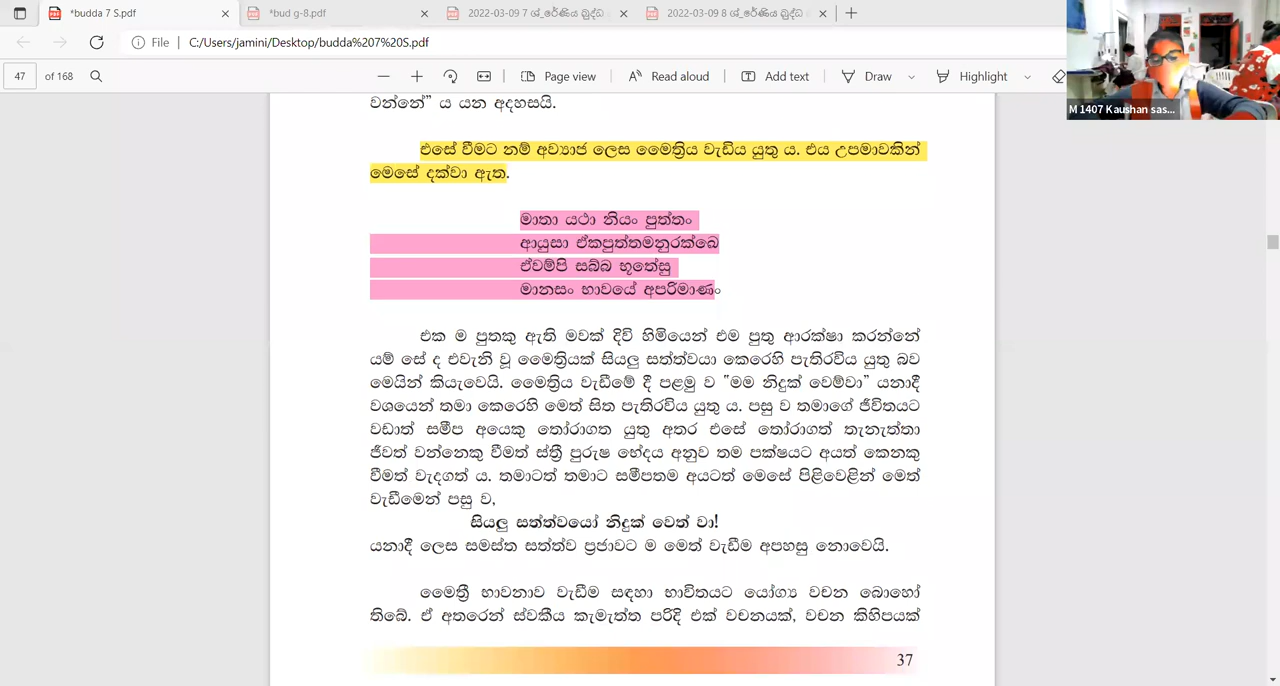 *budda 7 S.pdf
*bud g-8.pdf
2022-03-09 7 ශ්‍රේණිය බුද්ධ
2022-03-09 8 ශ්‍රේණිය බුද්ධ
File
C:/Users/jamini/Desktop/budda%207%20S.pdf
47 of 168
Page view
Read aloud
Add text
Draw
Highlight
M 1407 Kaushan sas...
වන්නේ” ය යන අදහසයි.
එසේ වීමට නම් අව්‍යාජ ලෙස මෛත්‍රිය වැඩිය යුතු ය. එය උපමාවකින්
මෙසේ දක්වා ඇත.
මාතා යථා නියං පුත්තං
ආයුසා ඒකපුත්තමනුරක්ඛෙ
ඒවම්පි සබ්බ භූතේසු
මානසං භාවයේ අපරිමාණං
එක ම පුතකු ඇති මවක් දිවි හිමියෙන් එම පුතු ආරක්ෂා කරන්නේ
යම් සේ ද එවැනි වූ මෛත්‍රියක් සියලු සත්ත්වයා කෙරෙහි පැතිරවිය යුතු බව
මෙයින් කියැවෙයි. මෛත්‍රිය වැඩීමේ දී පළමු ව “මම නිදුක් වෙම්වා” යනාදී
වශයෙන් තමා කෙරෙහි මෙත් සිත පැතිරවිය යුතු ය. පසු ව තමාගේ ජීවිතයට
වඩාත් සමීප අයෙකු තෝරාගත යුතු අතර එසේ තෝරාගත් තැනැත්තා
ජීවත් වන්නෙකු වීමත් ස්ත්‍රී පුරුෂ භේදය අනුව තම පක්ෂයට අයත් කෙනකු
වීමත් වැදගත් ය. තමාටත් තමාට සමීපතම අයටත් මෙසේ පිළිවෙළින් මෙත්
වැඩීමෙන් පසු ව,
සියලු සත්ත්වයෝ නිදුක් වෙත් වා!
යනාදී ලෙස සමස්ත සත්ත්ව ප්‍රජාවට ම මෙත් වැඩීම අපහසු නොවෙයි.
මෛත්‍රී භාවනාව වැඩීම සඳහා භාවිතයට යෝග්‍ය වචන බොහෝ
තිබේ. ඒ අතරෙන් ස්වකීය කැමැත්ත පරිදි එක් වචනයක්, වචන කිහිපයක්
37